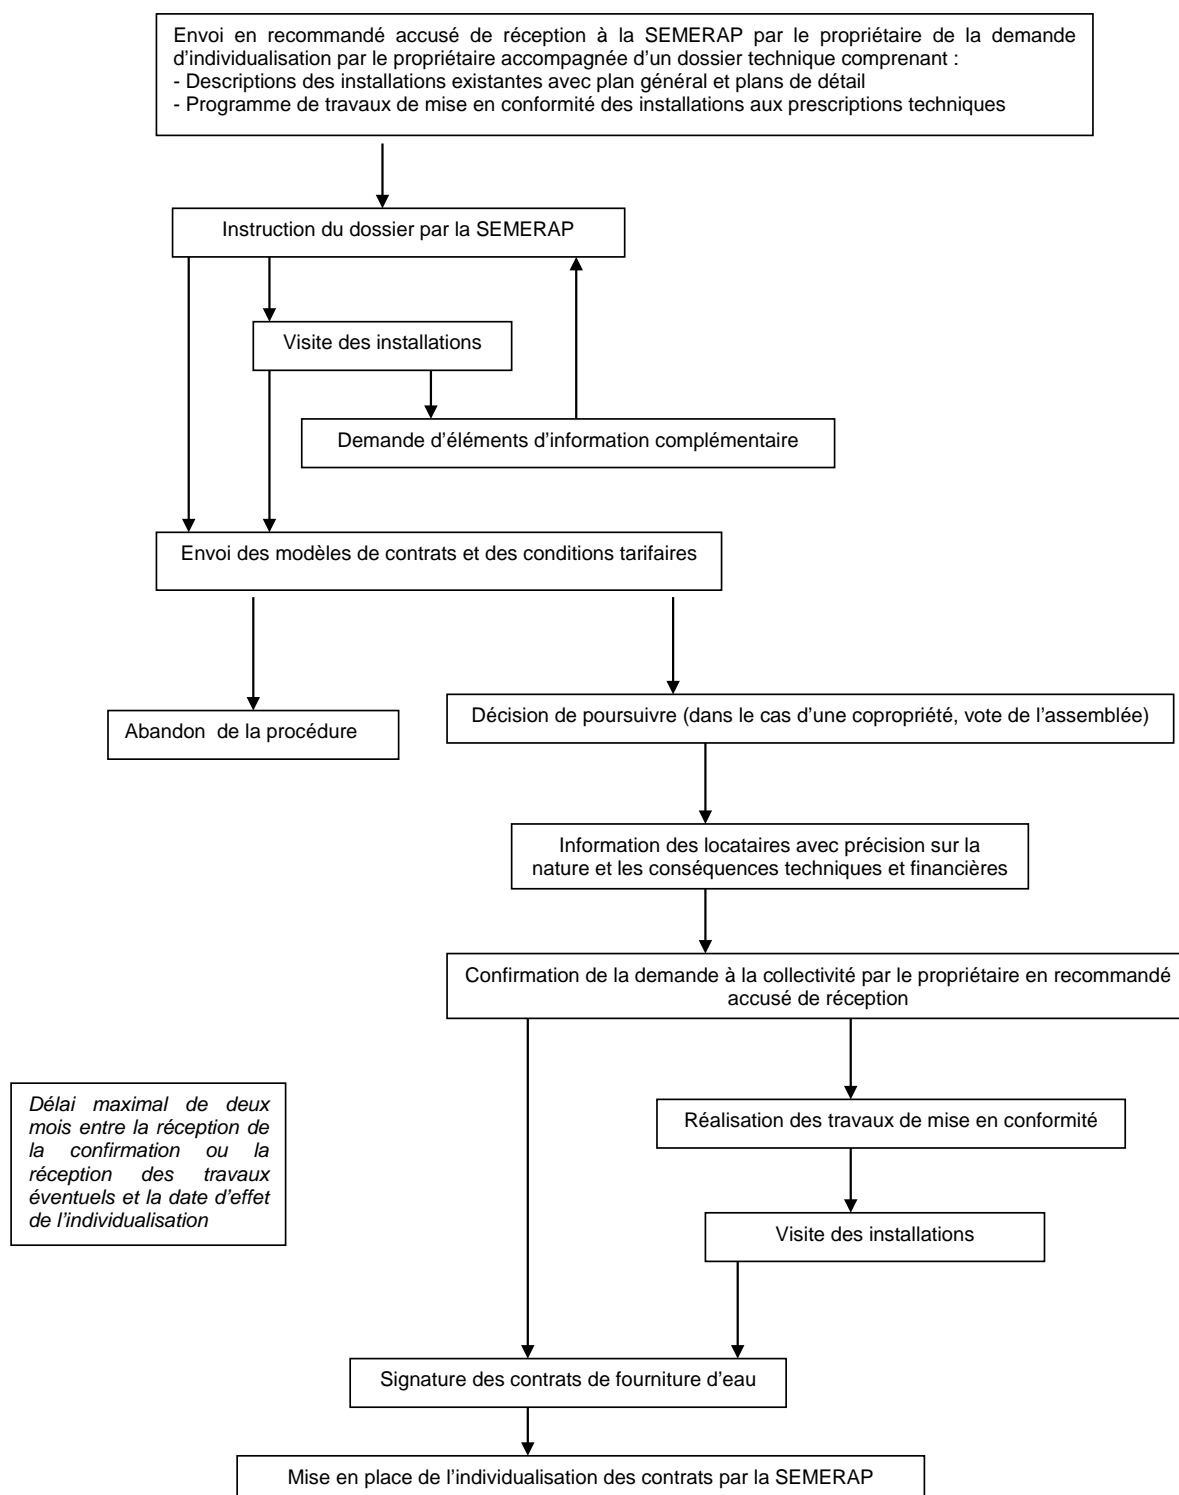 Envoi en recommandé accusé de réception à la SEMERAP par le propriétaire de la demande
d'individualisation par le propriétaire accompagnée d'un dossier technique comprenant :
- Descriptions des installations existantes avec plan général et plans de détail
- Programme de travaux de mise en conformité des installations aux prescriptions techniques
Instruction du dossier par la SEMERAP
Visite des installations
Demande d'éléments d'information complémentaire
Envoi des modèles de contrats et des conditions tarifaires
Abandon de la procédure
Décision de poursuivre (dans le cas d'une copropriété, vote de l'assemblée)
Information des locataires avec précision sur la
nature et les conséquences techniques et financières
Confirmation de la demande à la collectivité par le propriétaire en recommandé
accusé de réception
Délai maximal de deux
mois entre la réception de
la confirmation ou la
réception des travaux
éventuels et la date d'effet
de l'individualisation
Réalisation des travaux de mise en conformité
Visite des installations
Signature des contrats de fourniture d'eau
Mise en place de l'individualisation des contrats par la SEMERAP